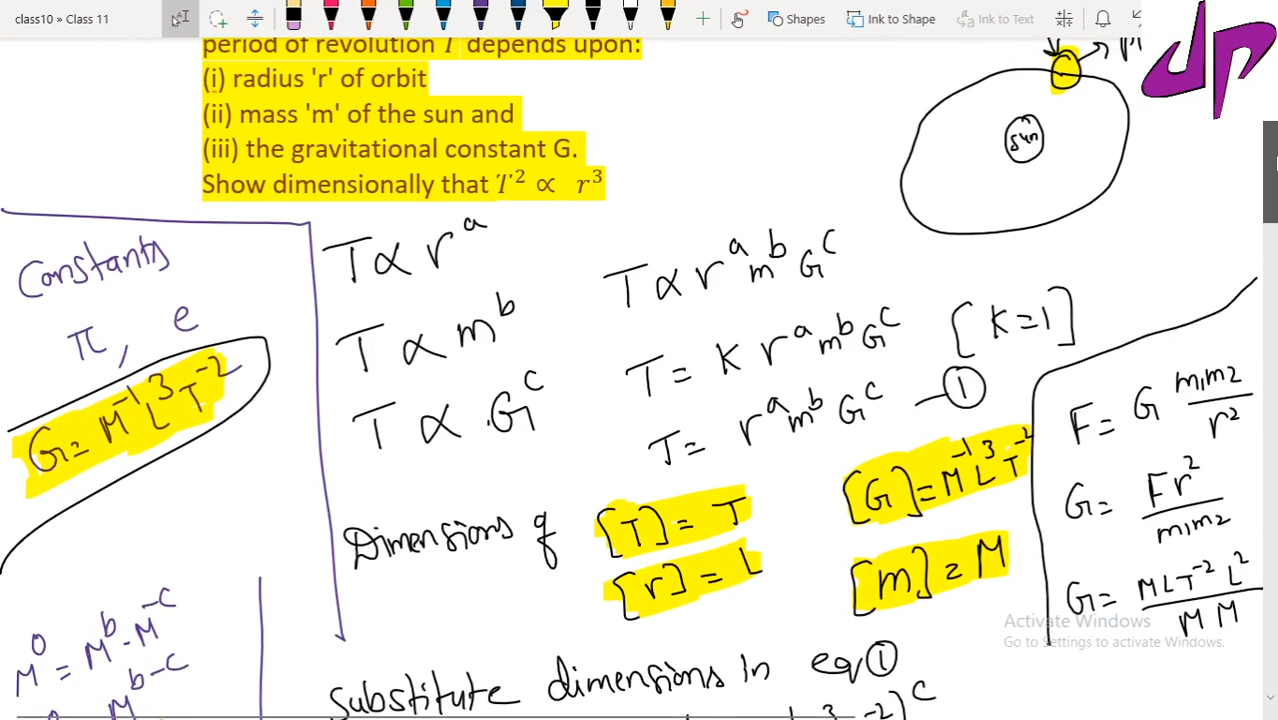 class10 » Class 11
Shapes
Ink to Shape
Ink to Text
period of revolution T depends upon:
(i) radius 'r' of orbit
(ii) mass 'm' of the sun and
(iii) the gravitational constant G.
Show dimensionally that T² ∝ r³
dp
Sun
Constants
π, e
G = M⁻¹L³T⁻²
T ∝ rᵃ
T ∝ mᵇ
T ∝ .Gᶜ
T ∝ rᵃ mᵇ Gᶜ
T = K rᵃ mᵇ Gᶜ [K=1]
T = rᵃ mᵇ Gᶜ — ①
Dimensions of [T] = T
[G] = M⁻¹L³T⁻²
[r] = L
[m] = M
F = G m₁m₂/r²
G = Fr²/m₁m₂
G = MLT⁻² L²/M M
Activate Windows
Go to Settings to activate Windows.
M⁰ = Mᵇ · M⁻ᶜ
Mᵇ⁻ᶜ
Substitute dimensions in eq ①